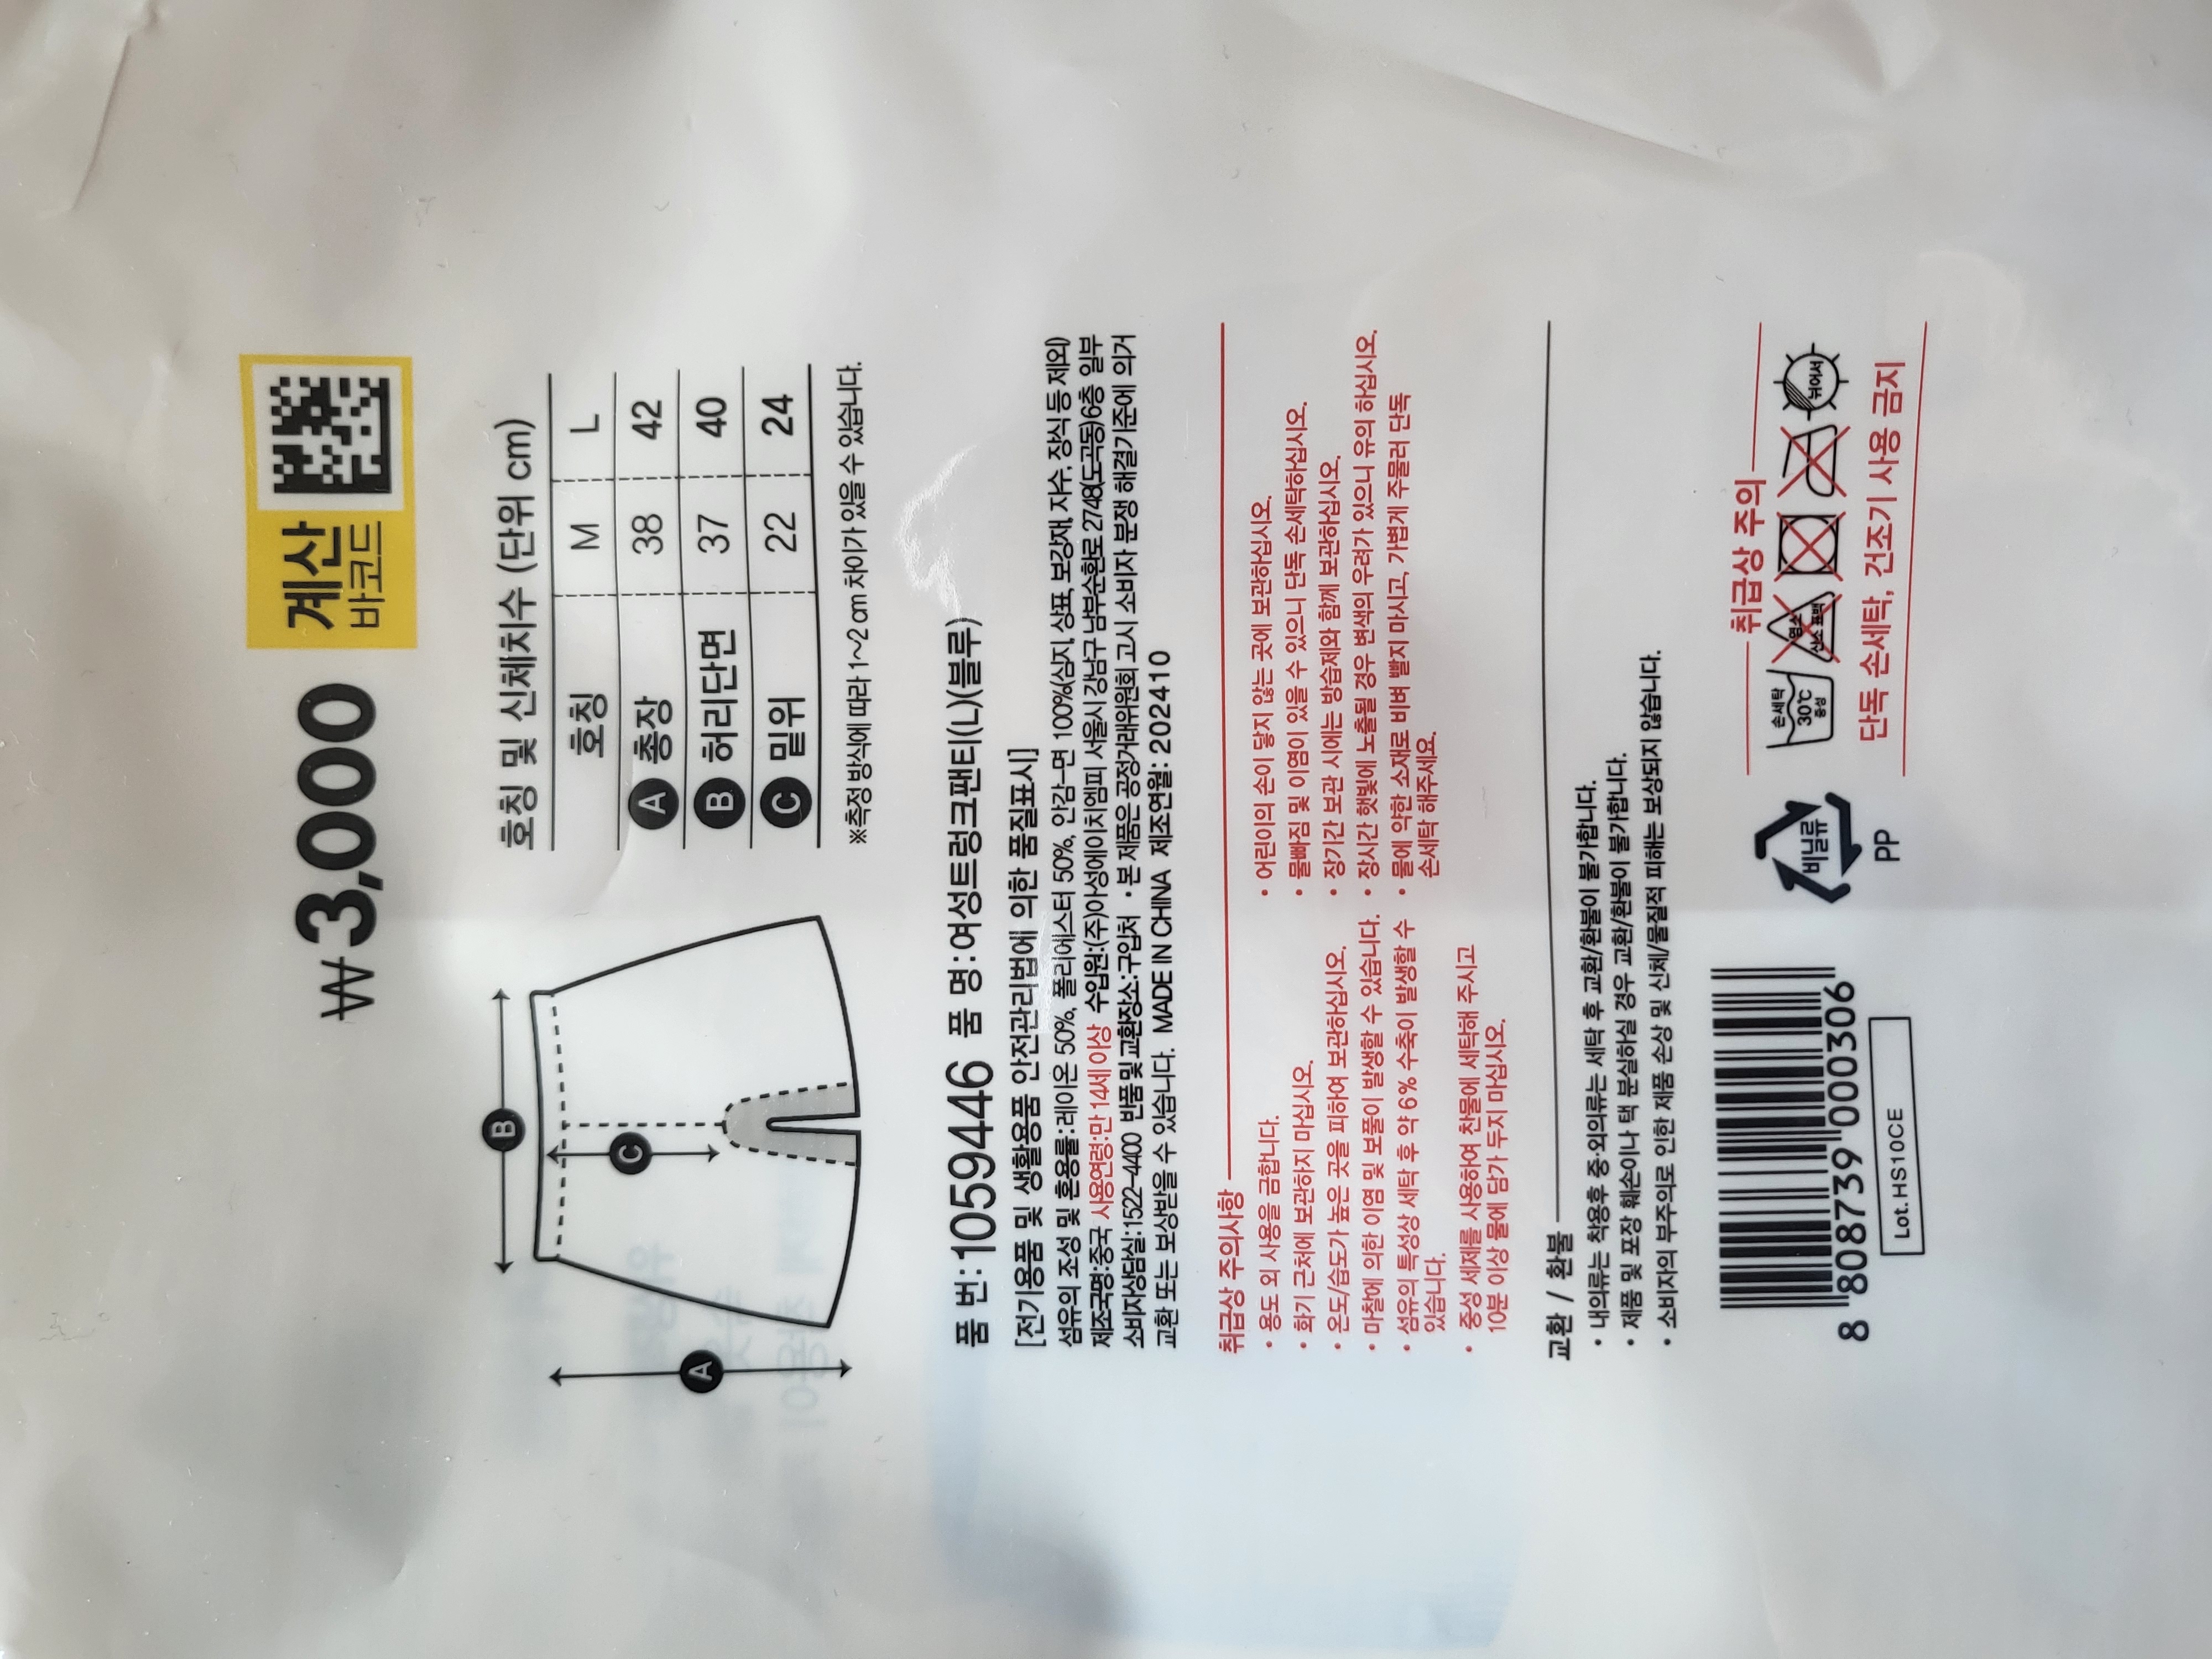 ₩3,000
계산
바코드
호칭 및 신체치수 (단위 cm)
호칭 M L
A 총장 38 42
B 허리단면 37 40
C 밑위 22 24
※측정 방식에 따라 1~2 cm 차이가 있을 수 있습니다.
B
C
A
품 번:1059446 품 명:여성트렁크팬티(L)(블루)
[전기용품 및 생활용품 안전관리법에 의한 품질표시]
섬유의 조성 및 혼용률:레이온 50%, 폴리에스터 50%, 안감-면 100%(심지, 상표, 보강재, 자수, 장식 등 제외)
제조국명:중국 사용연령:만 14세 이상 수입원:(주)아성에이치엠피 서울시 강남구 남부순환로 2748(도곡동)6층 일부
소비자상담실:1522-4400 반품 및 교환장소:구입처 • 본 제품은 공정거래위원회 고시 소비자 분쟁 해결기준에 의거
교환 또는 보상받을 수 있습니다. MADE IN CHINA 제조연월: 202410
취급상 주의사항
• 용도 외 사용을 금합니다.
• 화기 근처에 보관하지 마십시오.
• 온도/습도가 높은 곳을 피하여 보관하십시오.
• 마찰에 의한 이염 및 보풀이 발생할 수 있습니다.
• 섬유의 특성상 세탁 후 약 6% 수축이 발생할 수
있습니다.
• 중성 세제를 사용하여 찬물에 세탁해 주시고
10분 이상 물에 담가 두지 마십시오.
• 어린이의 손이 닿지 않는 곳에 보관하십시오.
• 물빠짐 및 이염이 있을 수 있으니 단독 손세탁하십시오.
• 장기간 보관 시에는 방습제와 함께 보관하십시오.
• 장시간 햇빛에 노출될 경우 변색의 우려가 있으니 유의 하십시오.
• 물에 약한 소재로 비벼 빨지 마시고, 가볍게 주물러 단독
손세탁 해주세요.
교환 / 환불
• 내의류는 착용후 중·외의류는 세탁 후 교환/환불이 불가합니다.
• 제품 및 포장 훼손이나 택 분실하실 경우 교환/환불이 불가합니다.
• 소비자의 부주의로 인한 제품 손상 및 신체/물질적 피해는 보상되지 않습니다.
8 808739 000306
Lot.HS10CE
비닐류
PP
취급상 주의
손세탁
30℃
중성
염소
산소 표백
뉘어서
단독 손세탁, 건조기 사용 금지